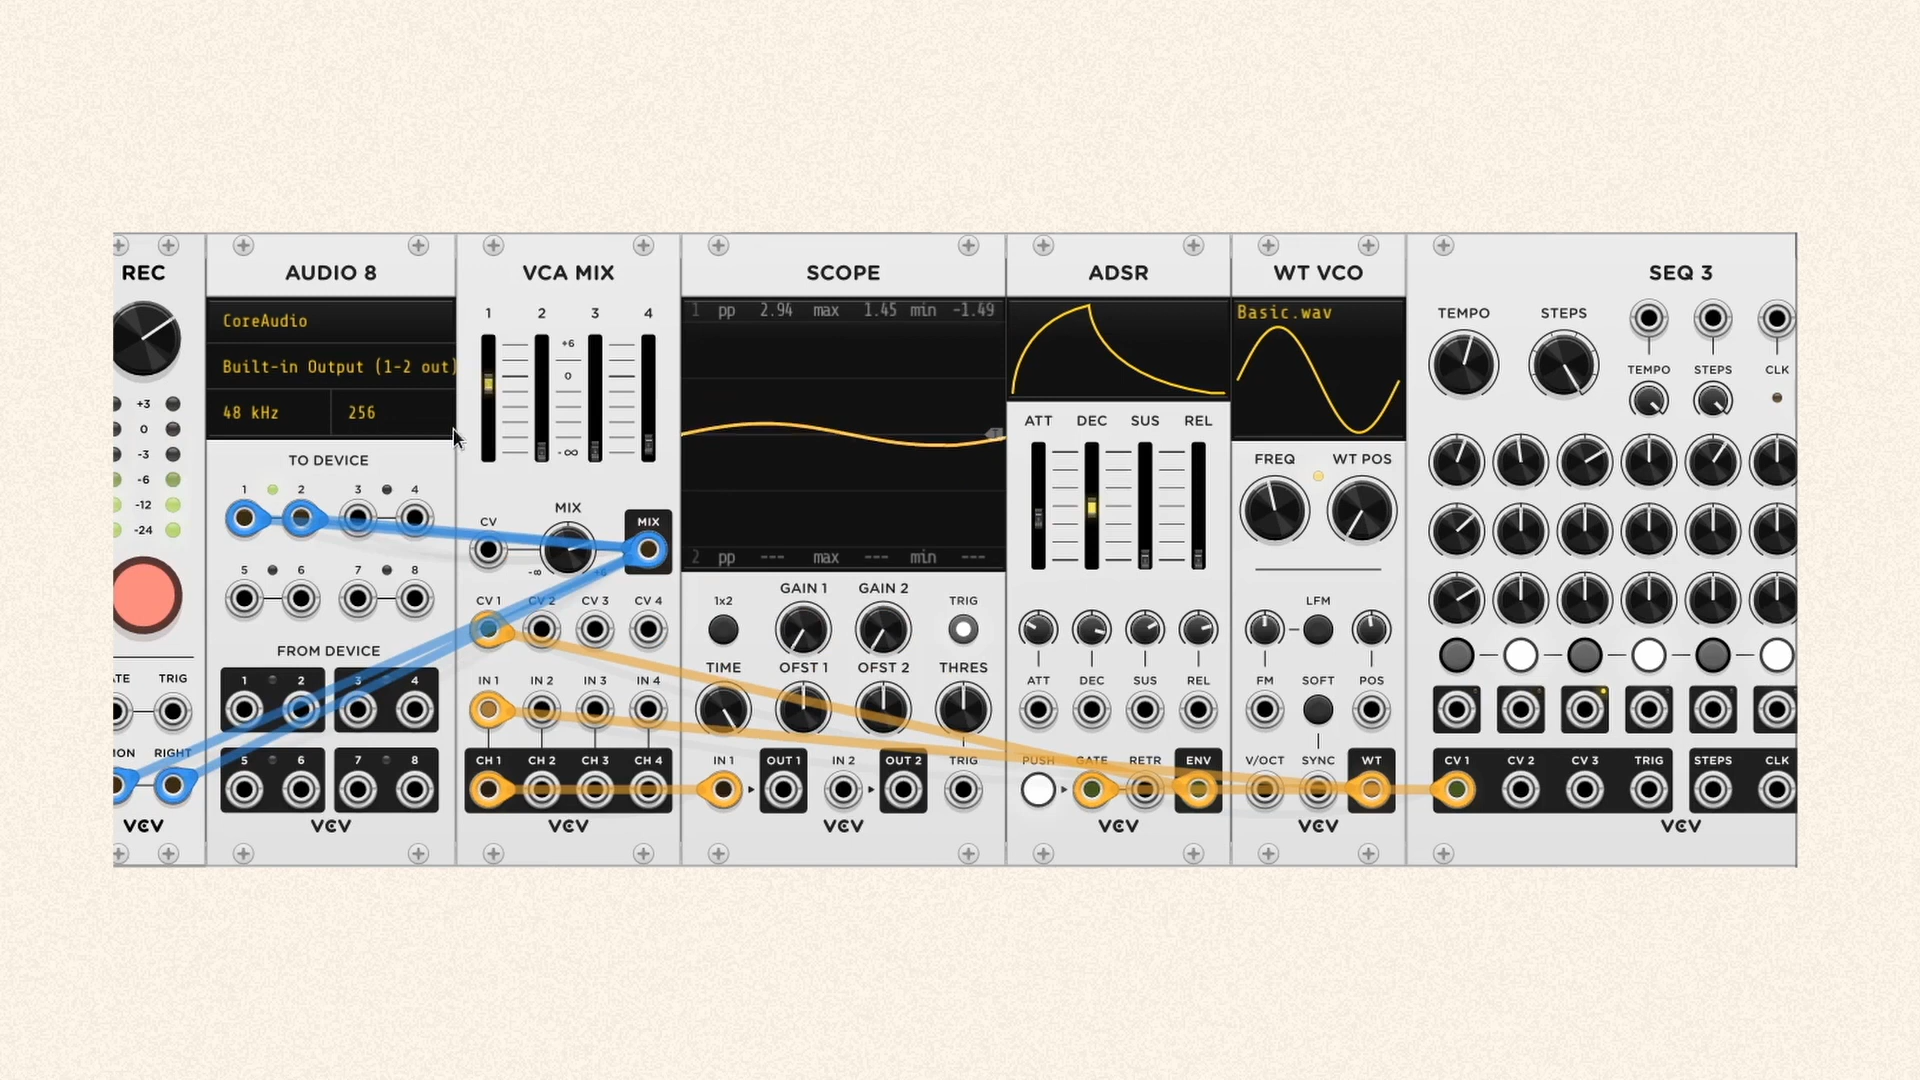 REC
+3
0
-3
-6
-12
-24
TRIG
RIGHT
VCV
AUDIO 8
CoreAudio
Built-in Output (1-2 out)
48 kHz 256
TO DEVICE
1 2 3 4
5 6 7 8
FROM DEVICE
1 2 3 4
5 6 7 8
VCV
VCA MIX
1 2 3 4
+6
0
-∞
CV MIX MIX
-∞ +6
CV 1 CV 2 CV 3 CV 4
IN 1 IN 2 IN 3 IN 4
CH 1 CH 2 CH 3 CH 4
VCV
SCOPE
1 pp 2.94 max 1.45 min -1.49
T
2 pp --- max --- min ---
1x2 GAIN 1 GAIN 2 TRIG
TIME OFST 1 OFST 2 THRES
IN 1 OUT 1 IN 2 OUT 2 TRIG
VCV
ADSR
ATT DEC SUS REL
ATT DEC SUS REL
PUSH GATE RETR ENV
VCV
WT VCO
Basic.wav
FREQ WT POS
LFM
FM SOFT POS
V/OCT SYNC WT
VCV
SEQ 3
TEMPO STEPS
TEMPO STEPS CLK
CV 1 CV 2 CV 3 TRIG STEPS CLK
VCV